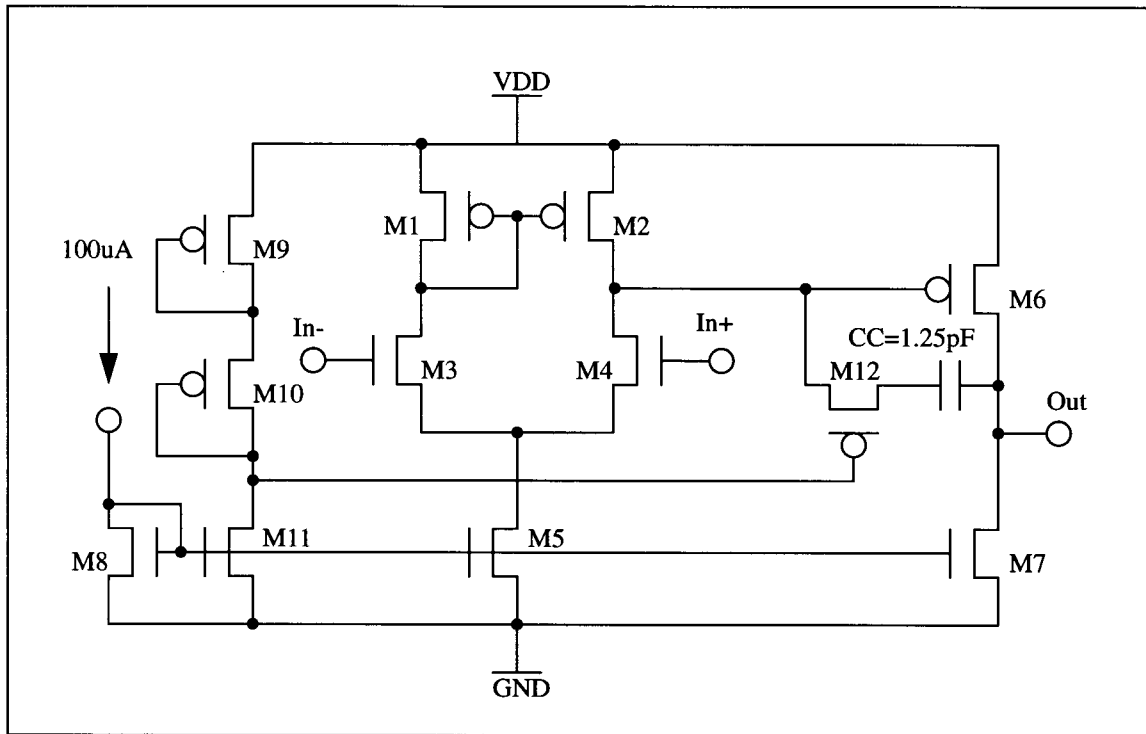 VDD
M1
M2
100uA
M9
M6
In-
In+
CC=1.25pF
M3
M4
M12
M10
Out
M8
M11
M5
M7
GND